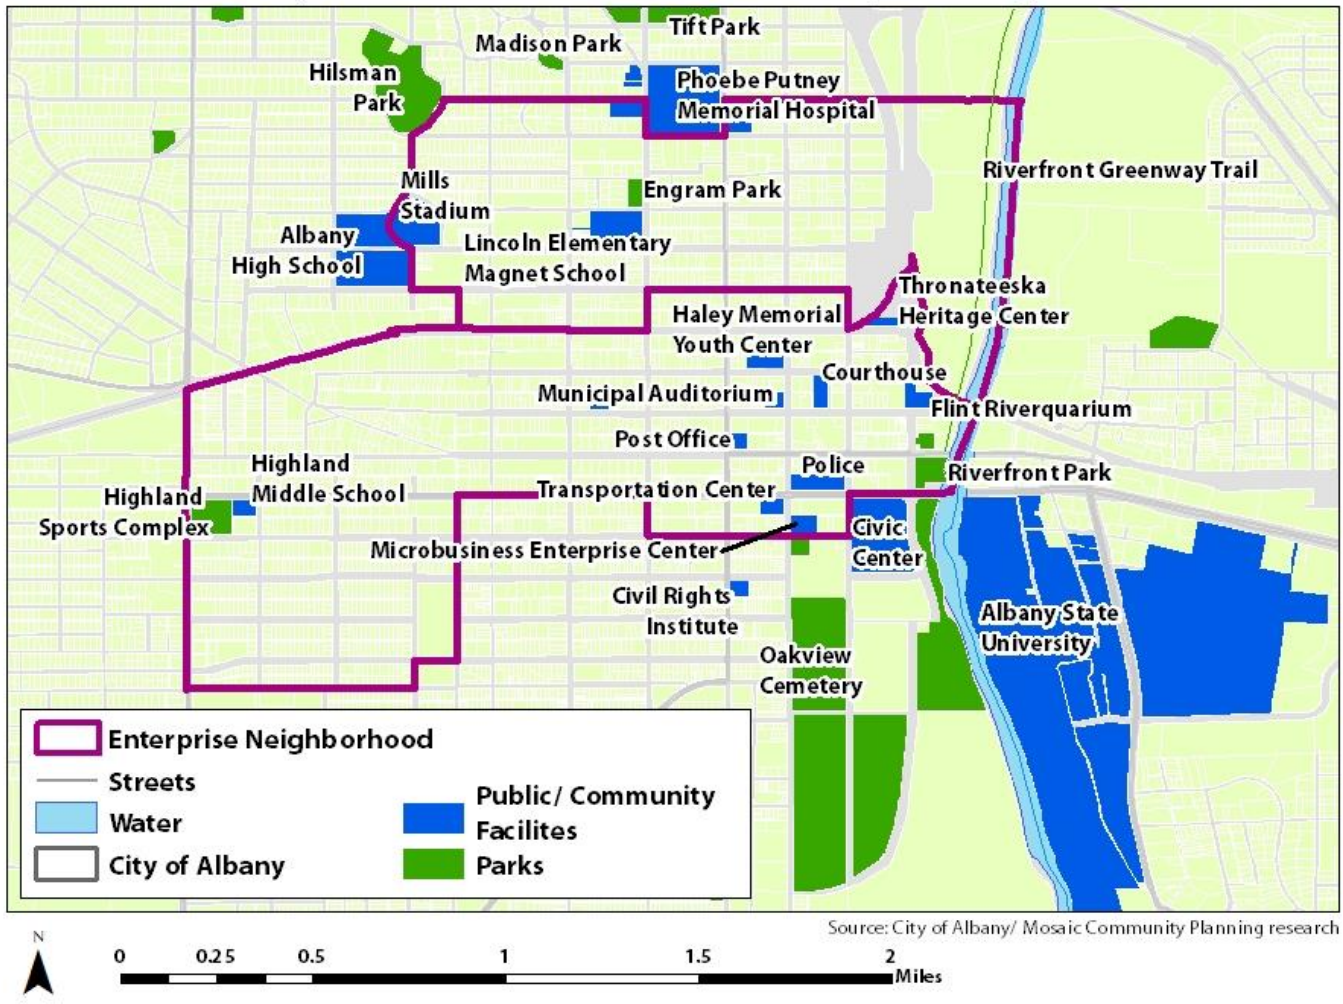 Tift Park
Madison Park
Hilsman
Park
Phoebe Putney
Memorial Hospital
Riverfront Greenway Trail
Mills
Stadium
Engram Park
Albany
High School
Lincoln Elementary
Magnet School
Thronateeska
Heritage Center
Haley Memorial
Youth Center
Courthouse
Municipal Auditorium
Flint Riverquarium
Post Office
Highland
Middle School
Police
Riverfront Park
Highland
Sports Complex
Transportation Center
Civic
Center
Microbusiness Enterprise Center
Civil Rights
Institute
Albany State
University
Oakview
Cemetery
Enterprise Neighborhood
Streets
Water
City of Albany
Public/ Community
Facilites
Parks
Source: City of Albany/ Mosaic Community Planning research
N
0 0.25 0.5 1 1.5 2
Miles